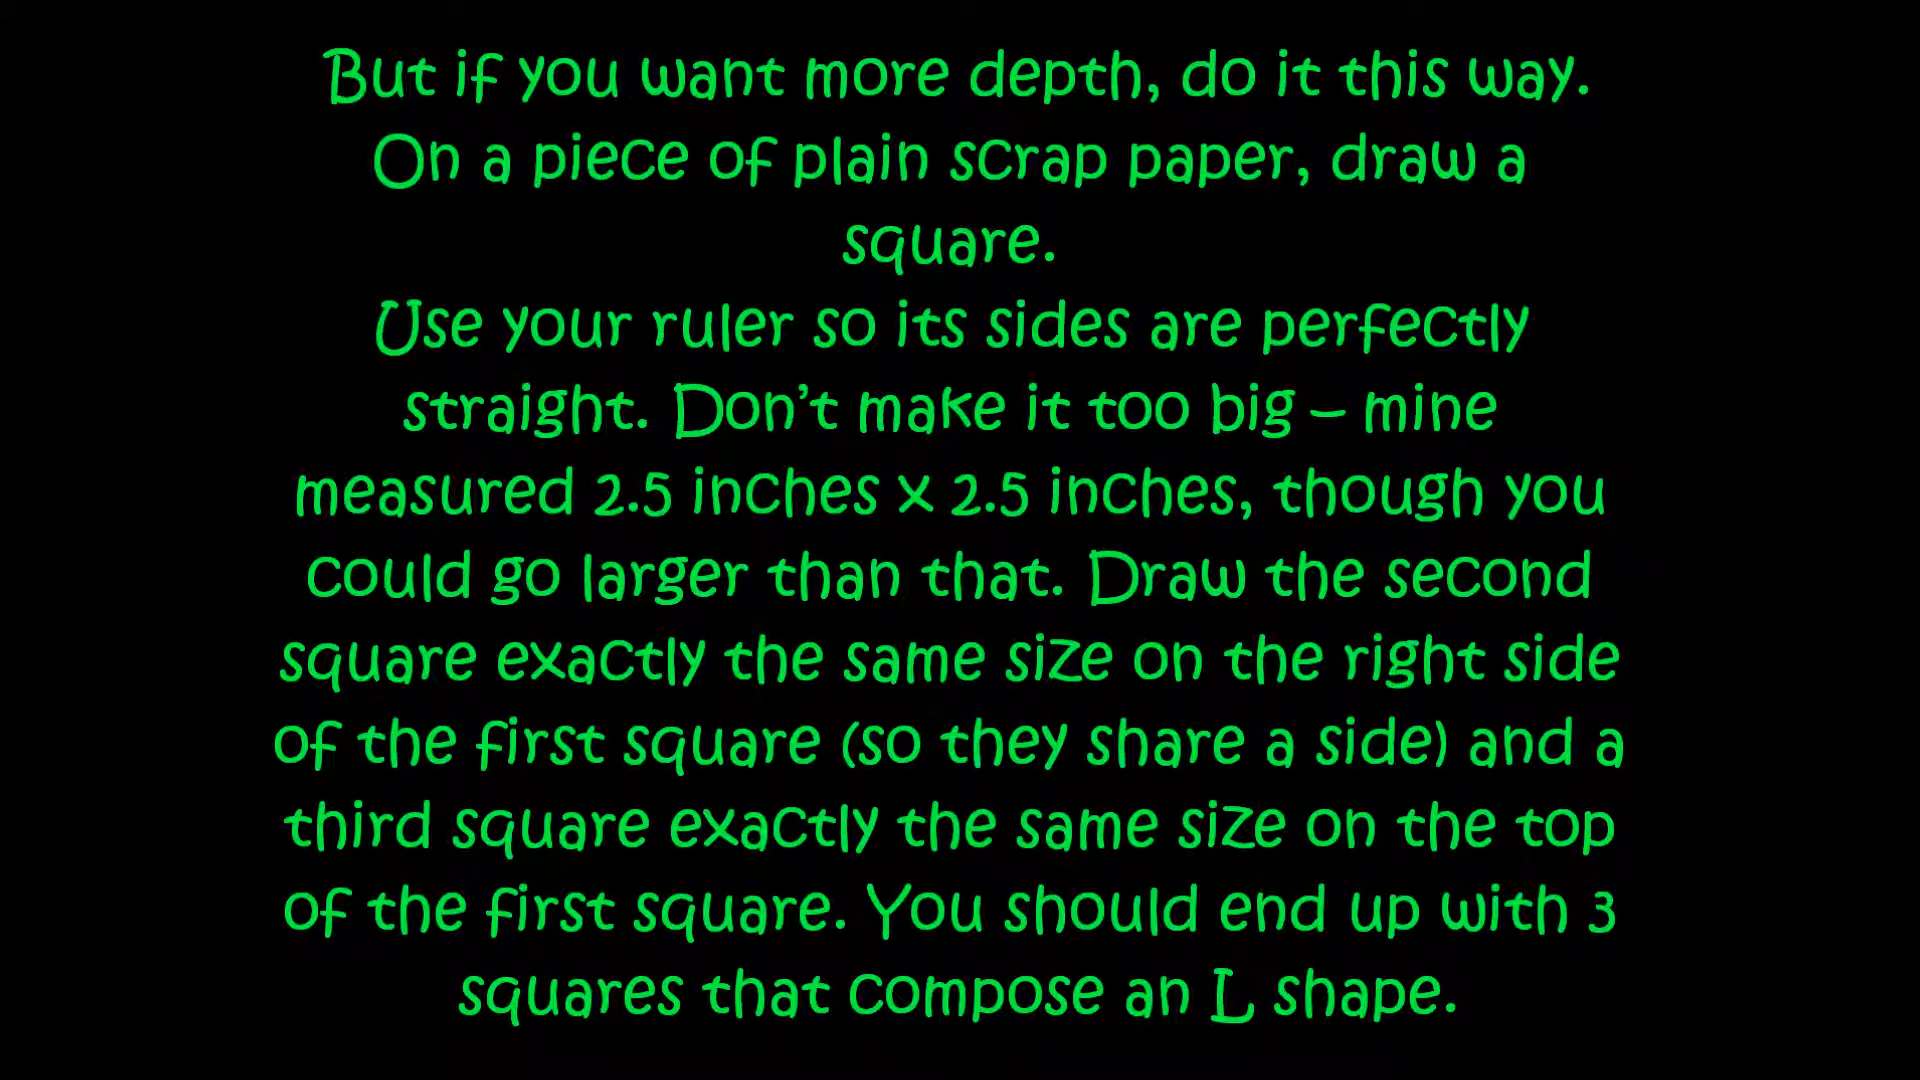 But if you want more depth, do it this way.
On a piece of plain scrap paper, draw a
square.
Use your ruler so its sides are perfectly
straight. Don’t make it too big – mine
measured 2.5 inches x 2.5 inches, though you
could go larger than that. Draw the second
square exactly the same size on the right side
of the first square (so they share a side) and a
third square exactly the same size on the top
of the first square. You should end up with 3
squares that compose an L shape.